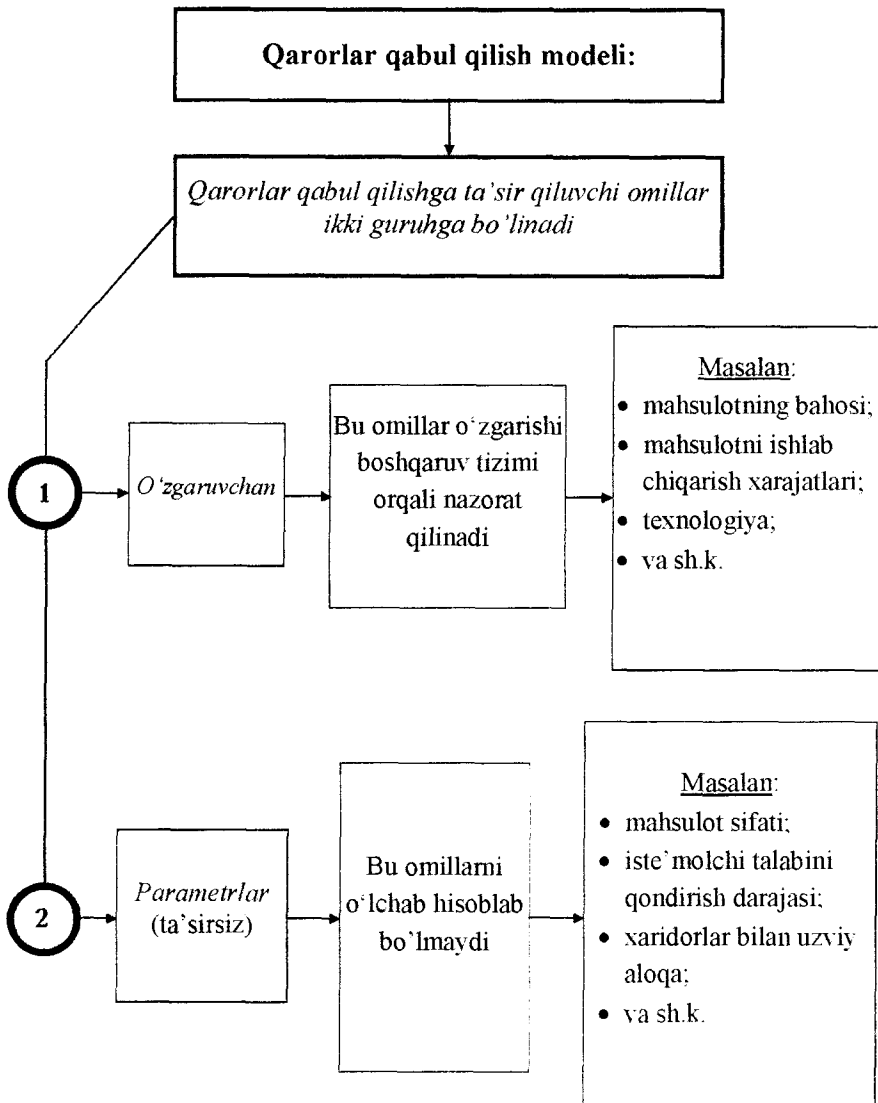 Qarorlar qabul qilish modeli:
Qarorlar qabul qilishga ta’sir qiluvchi omillar
ikki guruhga bo’linadi
1
O‘zgaruvchan
Bu omillar o‘zgarishi
boshqaruv tizimi
orqali nazorat
qilinadi
Masalan:
• mahsulotning bahosi;
• mahsulotni ishlab
chiqarish xarajatlari;
• texnologiya;
• va sh.k.
2
Parametrlar
(ta’sirsiz)
Bu omillarni
o‘lchab hisoblab
bo’lmaydi
Masalan:
• mahsulot sifati;
• iste’molchi talabini
qondirish darajasi;
• xaridorlar bilan uzviy
aloqa;
• va sh.k.